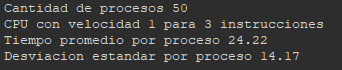 Cantidad de procesos 50
CPU con velocidad 1 para 3 instrucciones
Tiempo promedio por proceso 24.22
Desviacion estandar por proceso 14.17